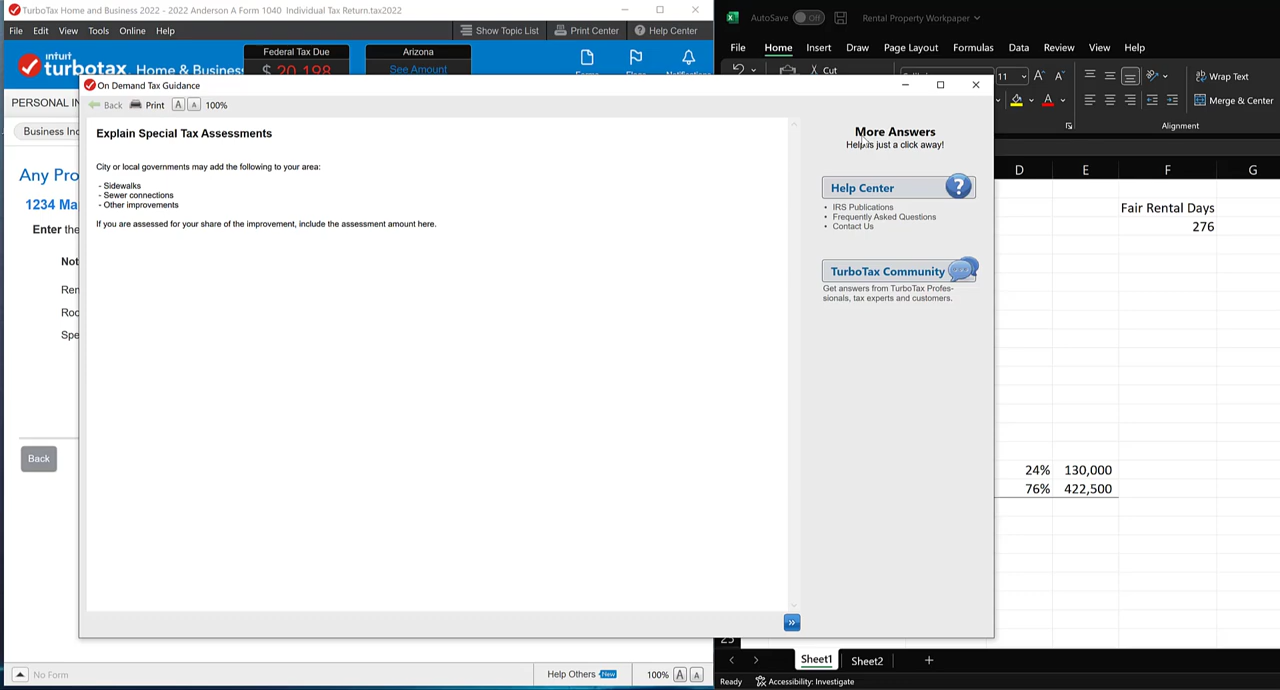 TurboTax Home and Business 2022 - 2022 Anderson A Form 1040 Individual Tax Return.tax2022
File Edit View Tools Online Help
Show Topic List Print Center Help Center
intuit
turbotax. Home & Busines
Federal Tax Due
$ 20,198
Arizona
See Amount
PERSONAL IN
Business Inc
Any Pro
1234 Ma
Enter the
Not
Ren
Roo
Spe
Back
On Demand Tax Guidance
Back Print A A 100%
Explain Special Tax Assessments
City or local governments may add the following to your area:
- Sidewalks
- Sewer connections
- Other improvements
If you are assessed for your share of the improvement, include the assessment amount here.
More Answers
Help is just a click away!
Help Center ?
• IRS Publications
• Frequently Asked Questions
• Contact Us
TurboTax Community
Get answers from TurboTax Profes-
sionals, tax experts and customers.
»
No Form
Help Others New 100% A A
AutoSave Off Rental Property Workpaper
File Home Insert Draw Page Layout Formulas Data Review View Help
Cut 11 A A Wrap Text
A Merge & Center
Alignment
D E F G
Fair Rental Days
276
24% 130,000
76% 422,500
Sheet1 Sheet2 +
Ready Accessibility: Investigate